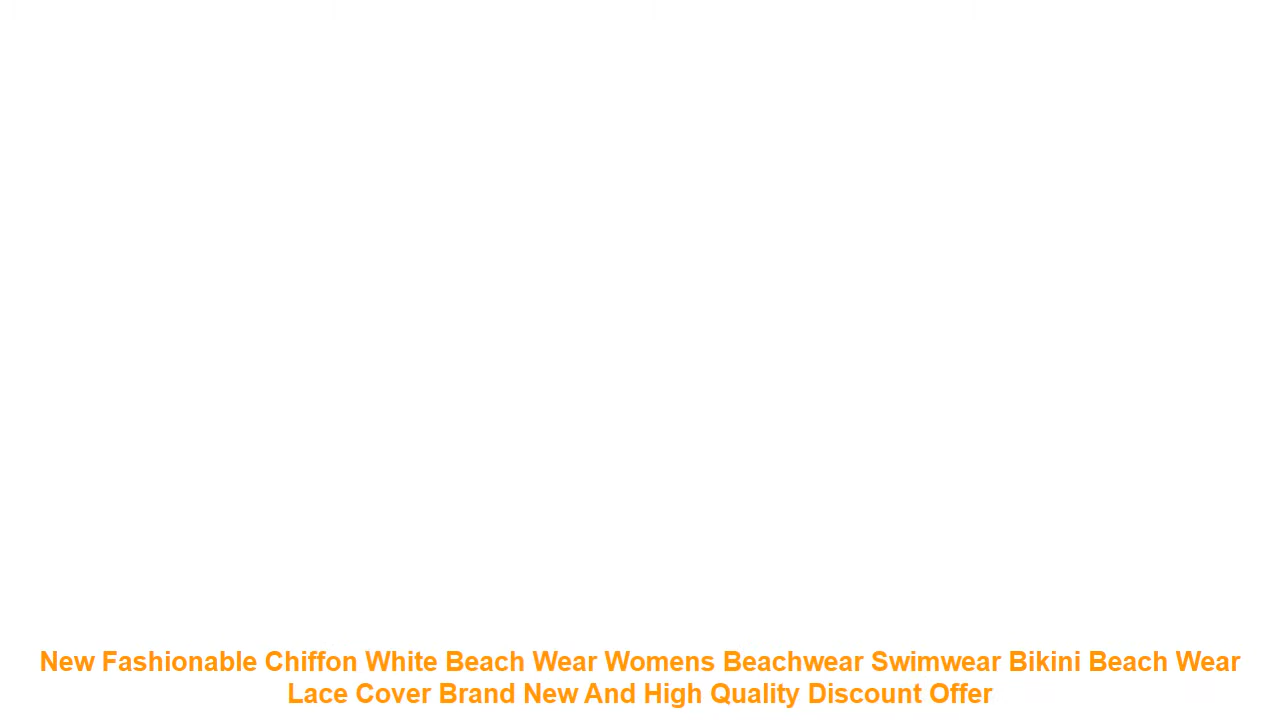 New Fashionable Chiffon White Beach Wear Womens Beachwear Swimwear Bikini Beach Wear
Lace Cover Brand New And High Quality Discount Offer